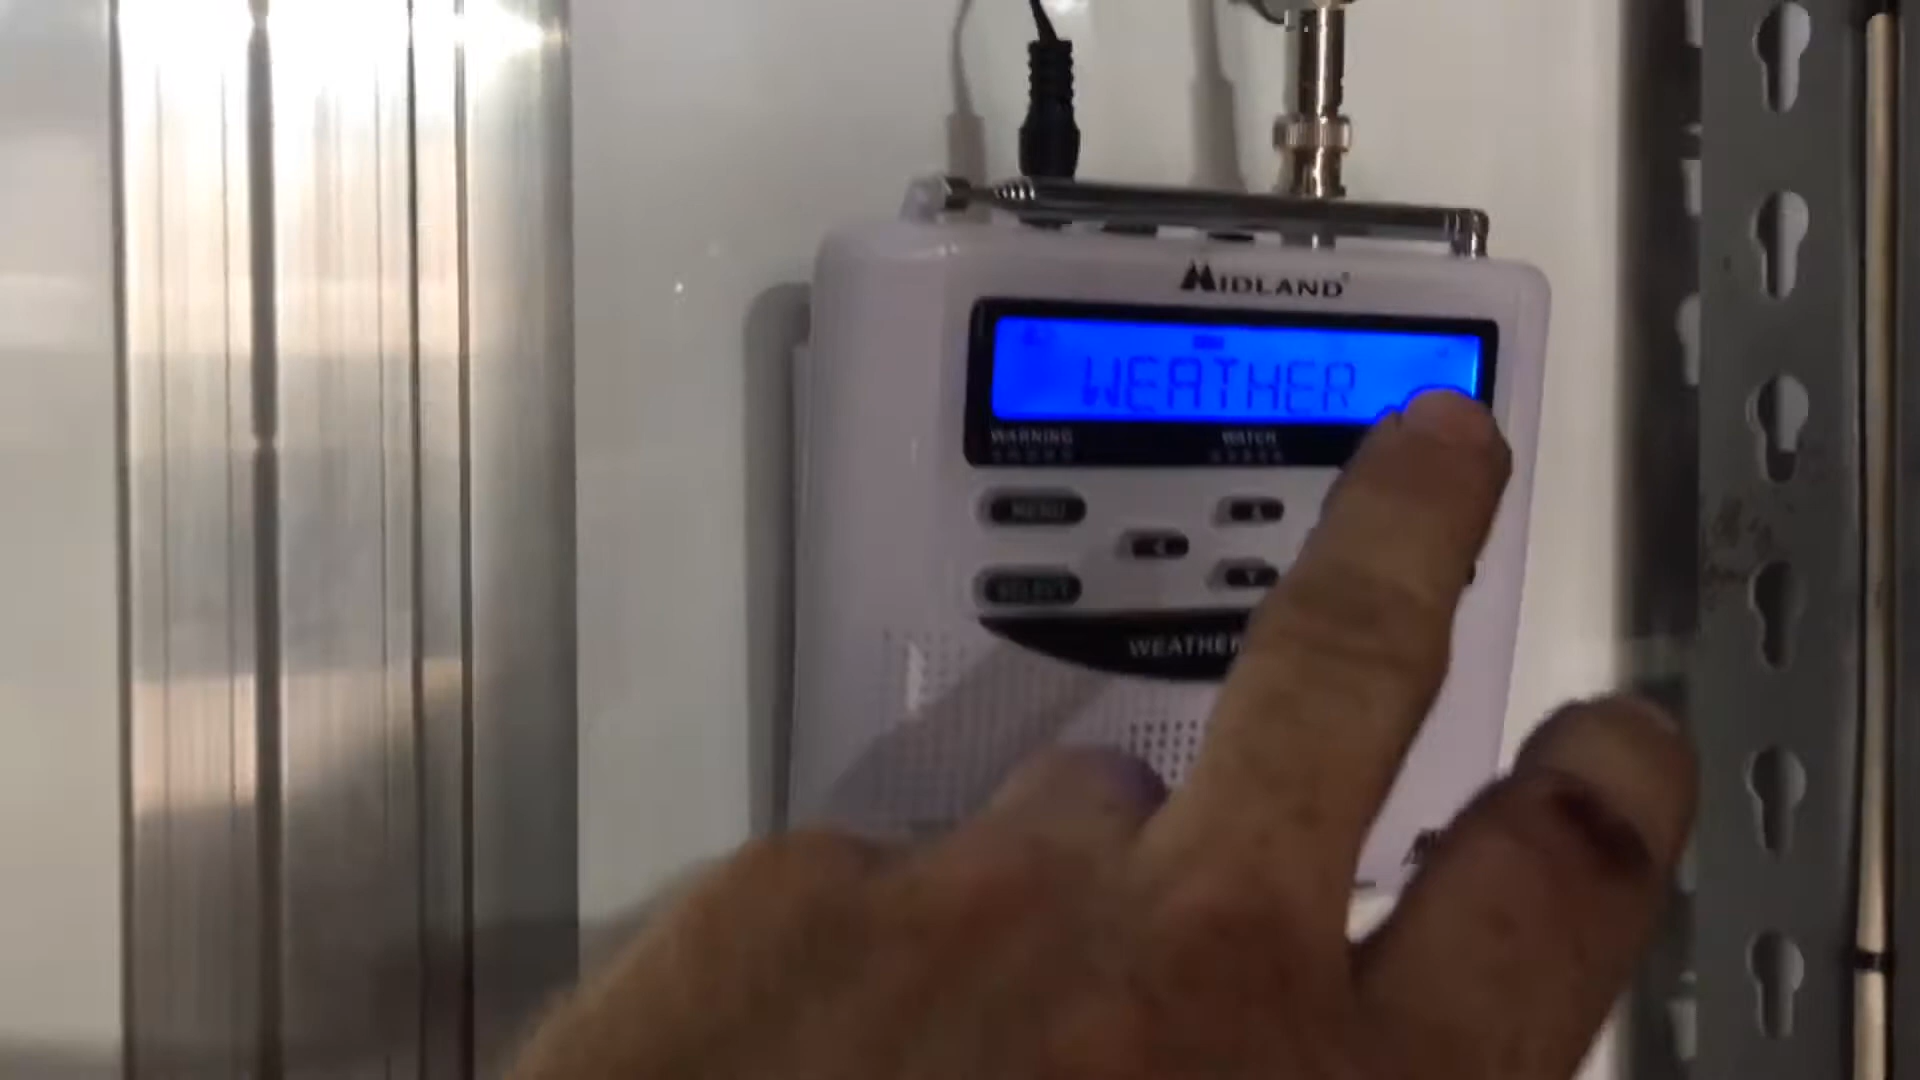 MIDLAND
WEATHER
WARNING WATCH
MENU
SELECT
WEATHER